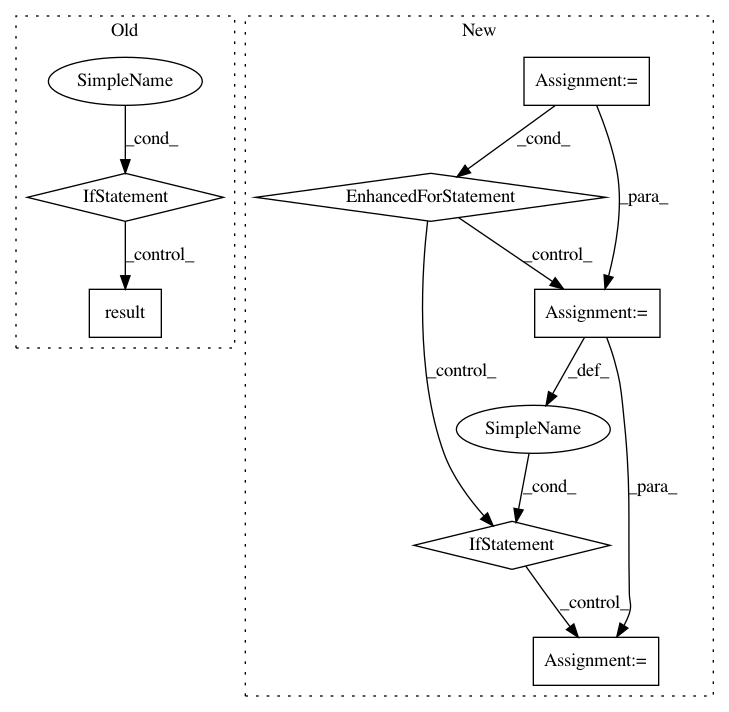 Old
SimpleName
_cond_
IfStatement
_control_
result
New
Assignment:=
_cond_
EnhancedForStatement
_para_
_control_
Assignment:=
_control_
_def_
SimpleName
_cond_
_para_
IfStatement
_control_
Assignment:=